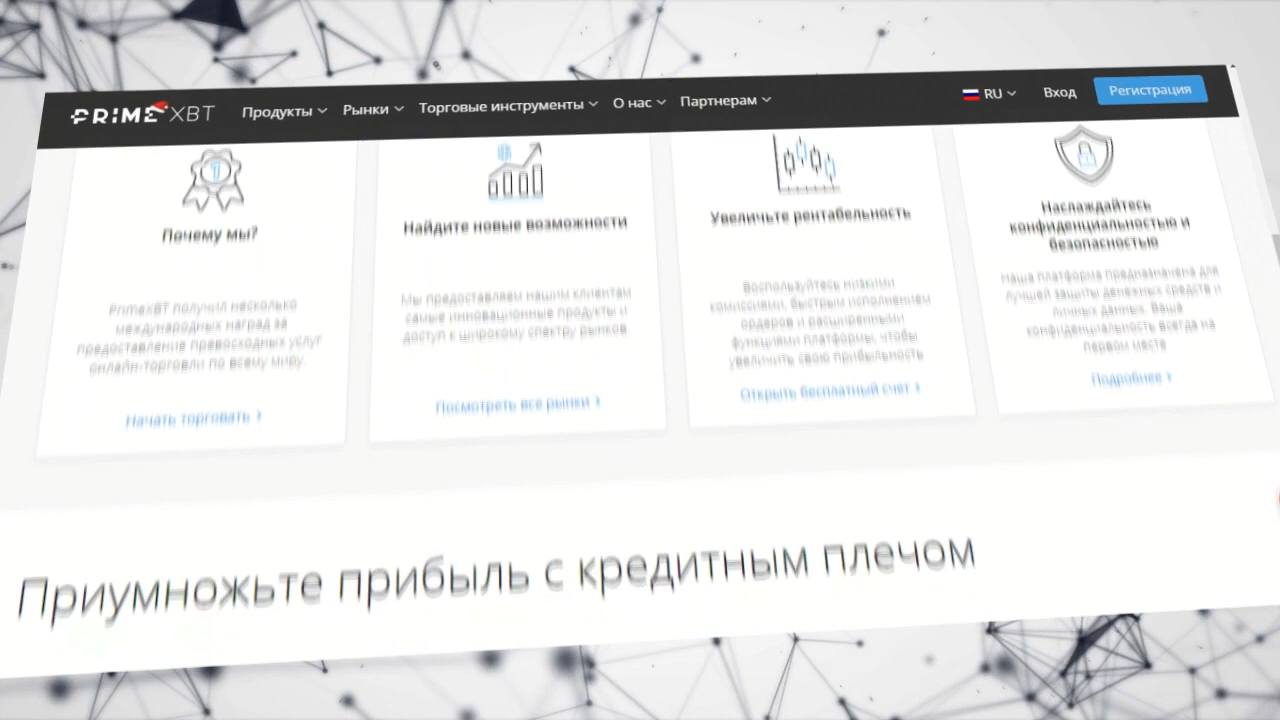 PRIME XBT Продукты Рынки Торговые инструменты О нас Партнерам RU Вход Регистрация
Почему мы?
PrimeXBT получил несколько
международных наград за
предоставление превосходных услуг
онлайн-торговли по всему миру.
Начать торговать
Найдите новые возможности
Мы предоставляем нашим клиентам
самые инновационные продукты и
доступ к широкому спектру рынков
Посмотреть все рынки
Увеличьте рентабельность
Воспользуйтесь низкими
комиссиями, быстрым исполнением
ордеров и расширенными
функциями платформы, чтобы
увеличить свою прибыльность
Открыть бесплатный счет
Наслаждайтесь
конфиденциальностью и
безопасностью
Наша платформа предназначена для
лучшей защиты денежных средств и
личных данных. Ваша
конфиденциальность всегда на
первом месте
Подробнее
Приумножьте прибыль с кредитным плечом